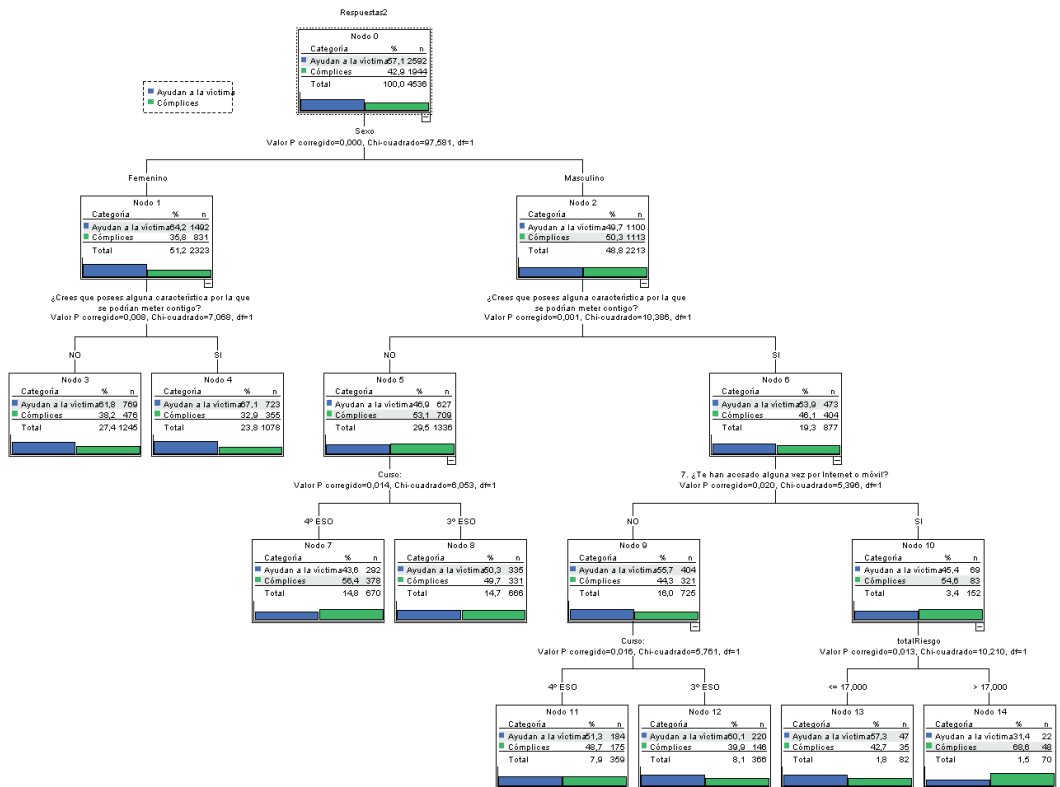 Respuestas2
Nodo 0
Categoría % n
Ayudan a la víctima 57,1 2592
Cómplices 42,9 1944
Total 100,0 4536
Ayudan a la víctima
Cómplices
Sexo
Valor P corregido=0,000, Chi-cuadrado=97,581, df=1
Femenino
Masculino
Nodo 1
Categoría % n
Ayudan a la víctima 64,2 1492
Cómplices 35,8 831
Total 51,2 2323
Nodo 2
Categoría % n
Ayudan a la víctima 49,7 1100
Cómplices 50,3 1113
Total 48,8 2213
¿Crees que posees alguna característica por la que
se podrían meter contigo?
Valor P corregido=0,008, Chi-cuadrado=7,068, df=1
¿Crees que posees alguna característica por la que
se podrían meter contigo?
Valor P corregido=0,001, Chi-cuadrado=10,386, df=1
NO
SI
NO
SI
Nodo 3
Categoría % n
Ayudan a la víctima 61,8 769
Cómplices 38,2 476
Total 27,4 1245
Nodo 4
Categoría % n
Ayudan a la víctima 67,1 723
Cómplices 32,9 355
Total 23,8 1078
Nodo 5
Categoría % n
Ayudan a la víctima 46,9 627
Cómplices 53,1 709
Total 29,5 1336
Nodo 6
Categoría % n
Ayudan a la víctima 53,9 473
Cómplices 46,1 404
Total 19,3 877
Curso:
Valor P corregido=0,014, Chi-cuadrado=6,053, df=1
7. ¿Te han acosado alguna vez por Internet o móvil?
Valor P corregido=0,020, Chi-cuadrado=5,396, df=1
4º ESO
3º ESO
NO
SI
Nodo 7
Categoría % n
Ayudan a la víctima 43,6 292
Cómplices 56,4 378
Total 14,8 670
Nodo 8
Categoría % n
Ayudan a la víctima 50,3 335
Cómplices 49,7 331
Total 14,7 666
Nodo 9
Categoría % n
Ayudan a la víctima 55,7 404
Cómplices 44,3 321
Total 16,0 725
Nodo 10
Categoría % n
Ayudan a la víctima 45,4 69
Cómplices 54,6 83
Total 3,4 152
Curso:
Valor P corregido=0,016, Chi-cuadrado=5,761, df=1
totalRiesgo
Valor P corregido=0,013, Chi-cuadrado=10,210, df=1
4º ESO
3º ESO
<= 17,000
> 17,000
Nodo 11
Categoría % n
Ayudan a la víctima 51,3 184
Cómplices 48,7 175
Total 7,9 359
Nodo 12
Categoría % n
Ayudan a la víctima 60,1 220
Cómplices 39,9 146
Total 8,1 366
Nodo 13
Categoría % n
Ayudan a la víctima 57,3 47
Cómplices 42,7 35
Total 1,8 82
Nodo 14
Categoría % n
Ayudan a la víctima 31,4 22
Cómplices 68,6 48
Total 1,5 70